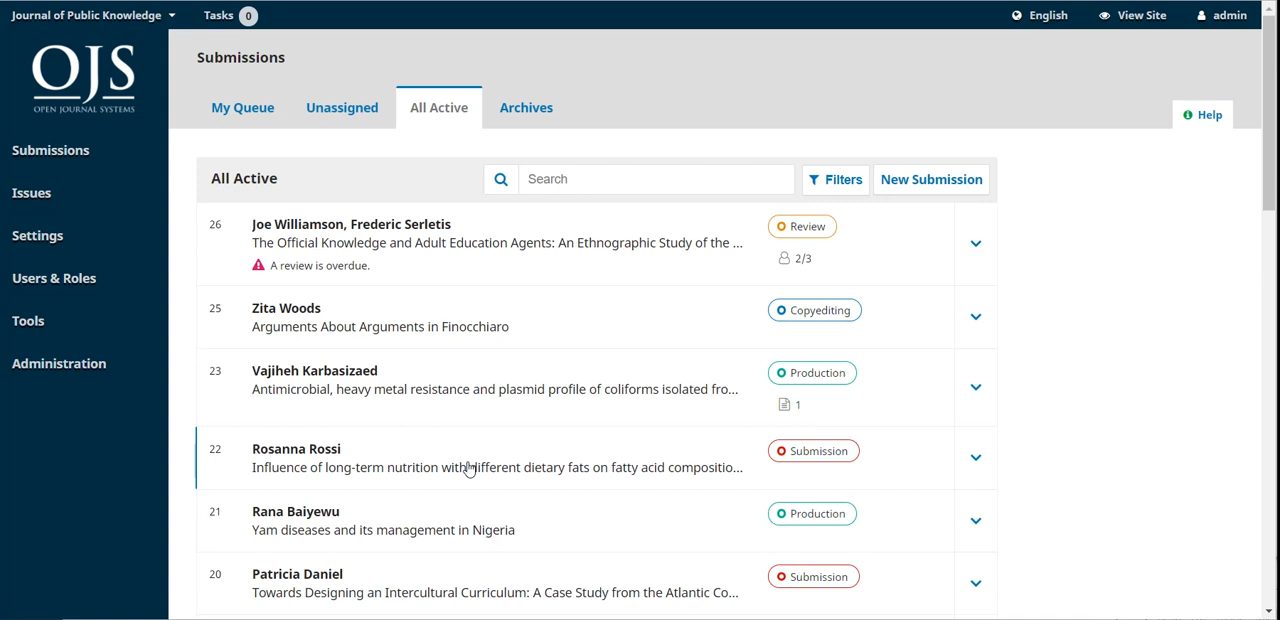 Journal of Public Knowledge Tasks 0 English View Site admin
OJS
OPEN JOURNAL SYSTEMS
Submissions
Issues
Settings
Users & Roles
Tools
Administration
Submissions
My Queue Unassigned All Active Archives
Help
All Active Search Filters New Submission
26 Joe Williamson, Frederic Serletis Review
The Official Knowledge and Adult Education Agents: An Ethnographic Study of the ...
A review is overdue. 2/3
25 Zita Woods Copyediting
Arguments About Arguments in Finocchiaro
23 Vajiheh Karbasizaed Production
Antimicrobial, heavy metal resistance and plasmid profile of coliforms isolated fro...
1
22 Rosanna Rossi Submission
Influence of long-term nutrition with different dietary fats on fatty acid compositio...
21 Rana Baiyewu Production
Yam diseases and its management in Nigeria
20 Patricia Daniel Submission
Towards Designing an Intercultural Curriculum: A Case Study from the Atlantic Co...